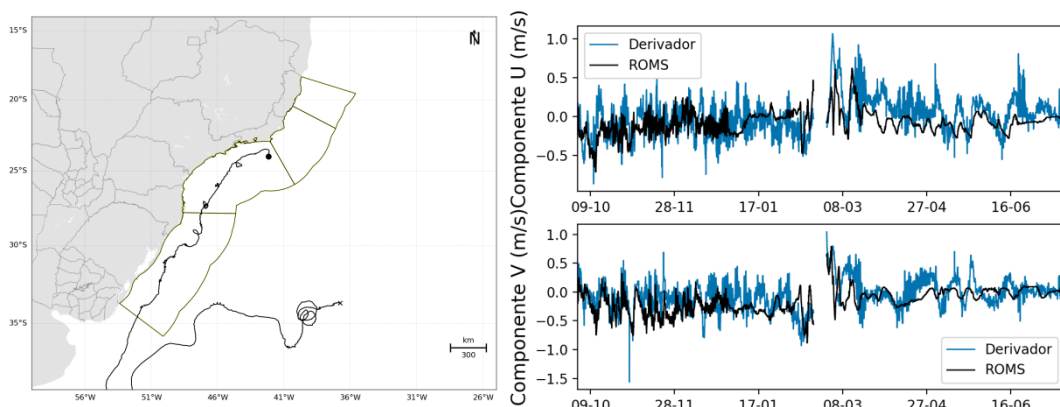 15°S
20°S
25°S
30°S
35°S
N
km
300
56°W
51°W
46°W
41°W
36°W
31°W
26°W
Componente U (m/s)
1.0
0.5
0.0
−0.5
Derivador
ROMS
09-10
28-11
17-01
08-03
27-04
16-06
Componente V (m/s)
1.0
0.5
0.0
−0.5
−1.0
−1.5
Derivador
ROMS
09-10
28-11
17-01
08-03
27-04
16-06